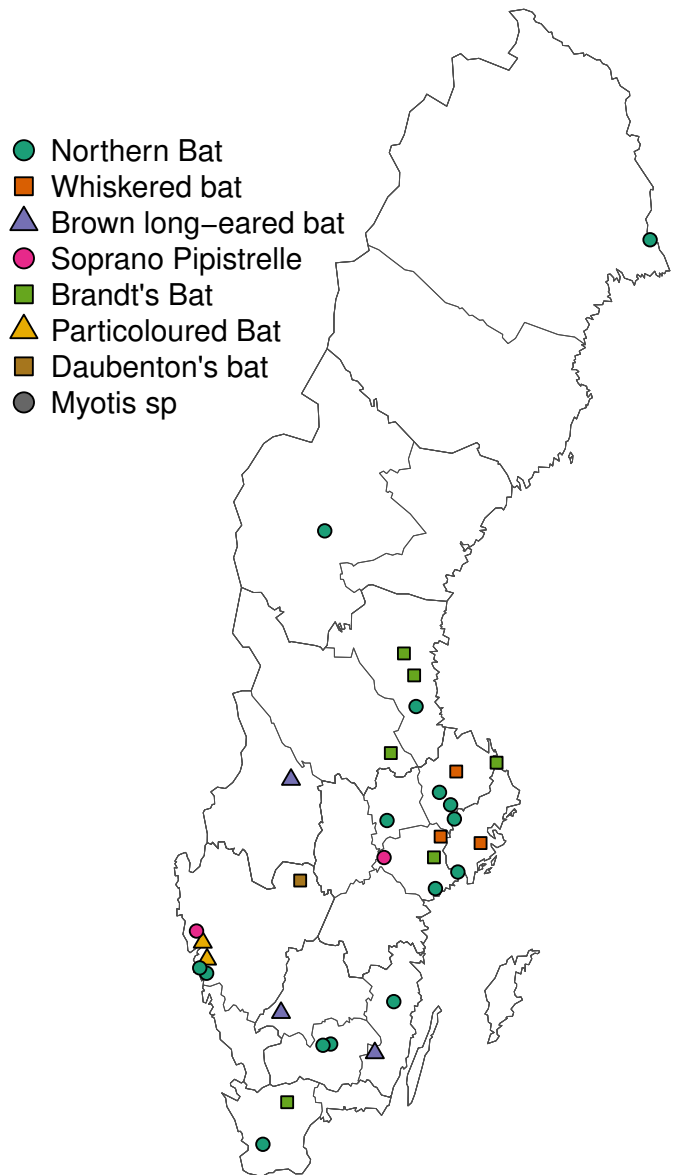 Northern Bat
Whiskered bat
Brown long−eared bat
Soprano Pipistrelle
Brandt's Bat
Particoloured Bat
Daubenton's bat
Myotis sp